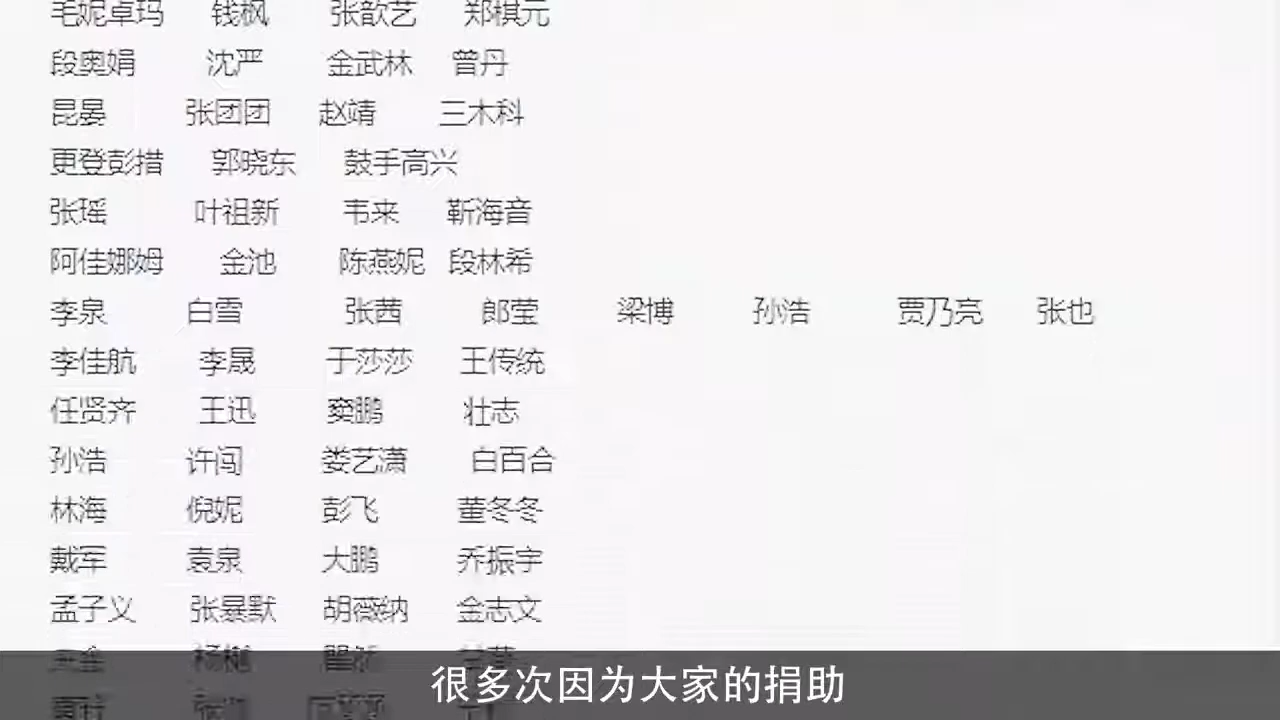 毛妮卓玛 钱枫 张歆艺 郑棋元
段奥娟 沈严 金武林 曾丹
昆晏 张团团 赵靖 三木科
更登彭措 郭晓东 鼓手高兴
张瑶 叶祖新 韦来 靳海音
阿佳娜姆 金池 陈燕妮 段林希
李泉 白雪 张茜 郎莹 梁博 孙浩 贾乃亮 张也
李佳航 李晟 于莎莎 王传统
任贤齐 王迅 窦鹏 壮志
孙浩 许闯 娄艺潇 白百合
林海 倪妮 彭飞 董冬冬
戴军 袁泉 大鹏 乔振宇
孟子义 张暴默 胡薇纳 金志文
很多次因为大家的捐助